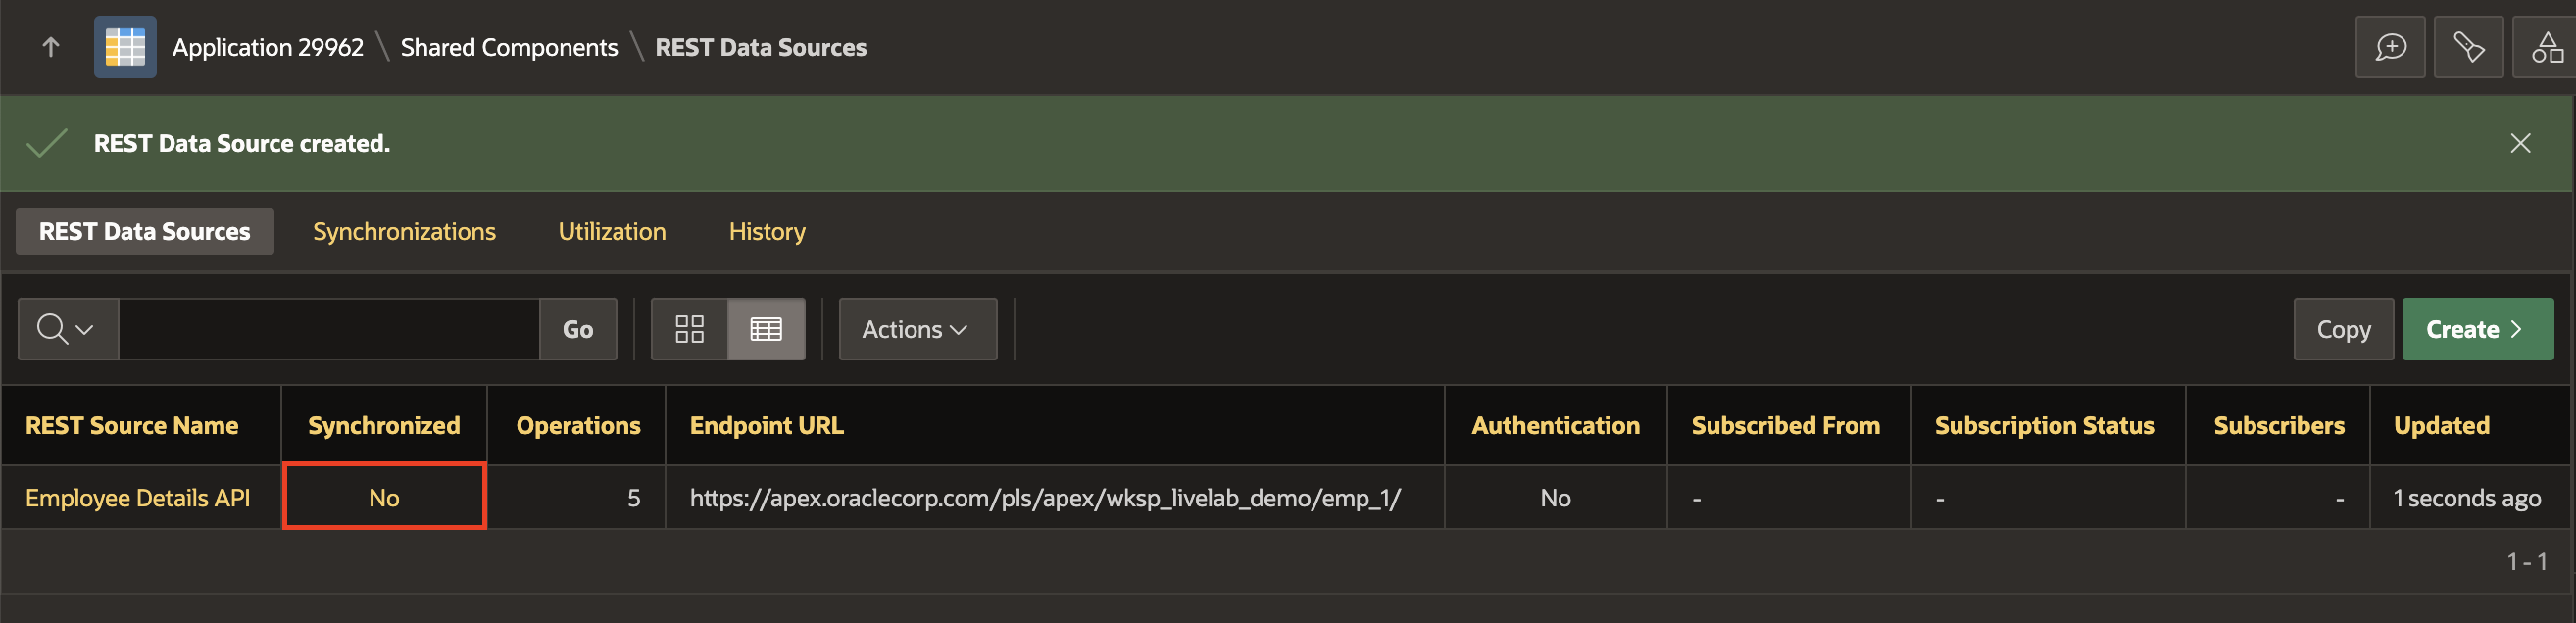 Application 29962 \ Shared Components \ REST Data Sources
REST Data Source created.
REST Data Sources Synchronizations Utilization History
Go Actions Copy Create
REST Source Name Synchronized Operations Endpoint URL Authentication Subscribed From Subscription Status Subscribers Updated
Employee Details API No 5 https://apex.oraclecorp.com/pls/apex/wksp_livelab_demo/emp_1/ No - - - 1 seconds ago
1 - 1